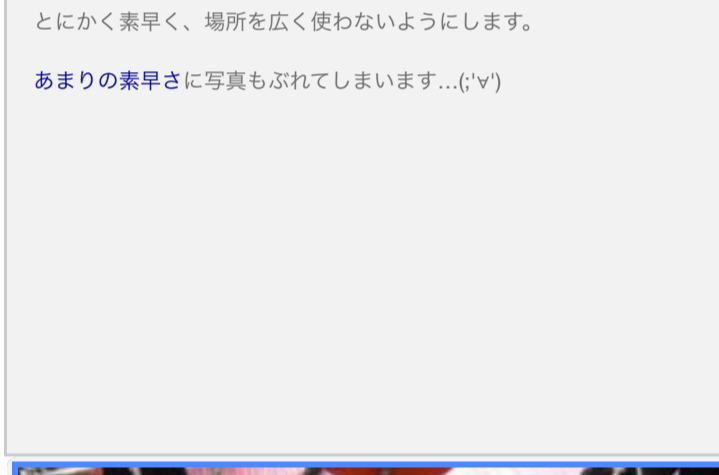 とにかく素早く、場所を広く使わないようにします。
あまりの素早さに写真もぶれてしまいます…(;'∀')